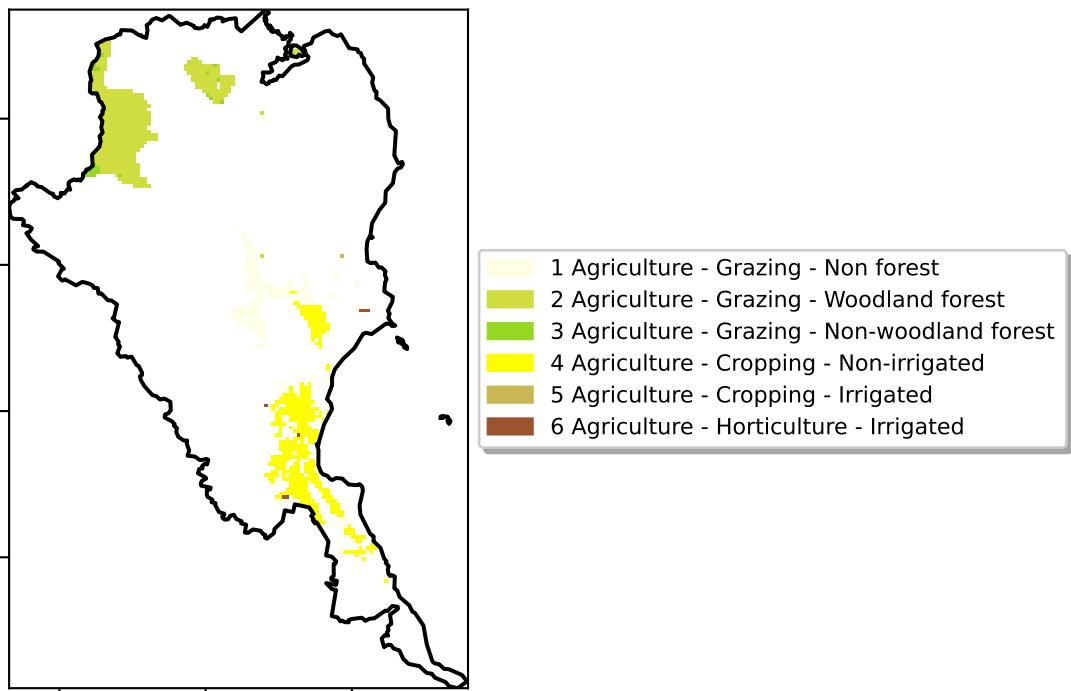 1 Agriculture - Grazing - Non forest
2 Agriculture - Grazing - Woodland forest
3 Agriculture - Grazing - Non-woodland forest
4 Agriculture - Cropping - Non-irrigated
5 Agriculture - Cropping - Irrigated
6 Agriculture - Horticulture - Irrigated